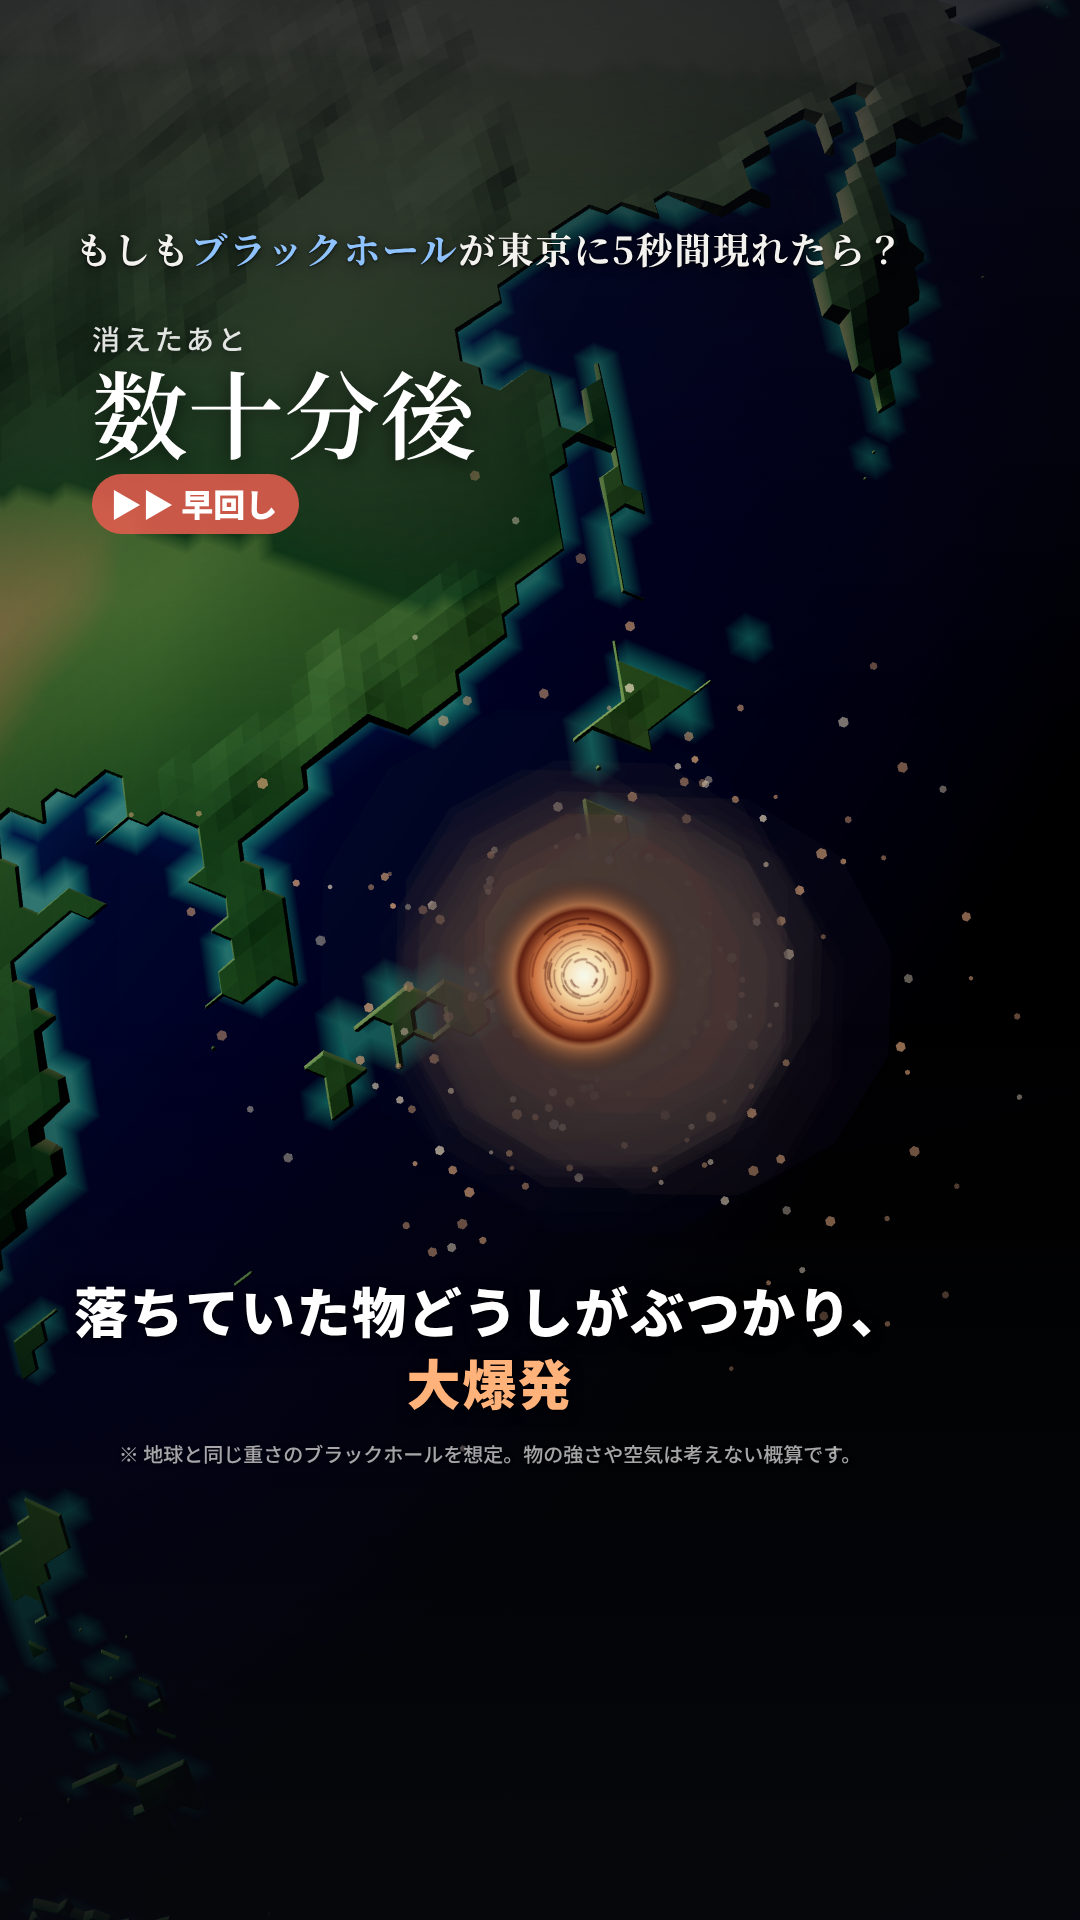 もしもブラックホールが東京に5秒間現れたら？
消えたあと
数十分後
▶▶ 早回し
落ちていた物どうしがぶつかり、
大爆発
※ 地球と同じ重さのブラックホールを想定。物の強さや空気は考えない概算です。